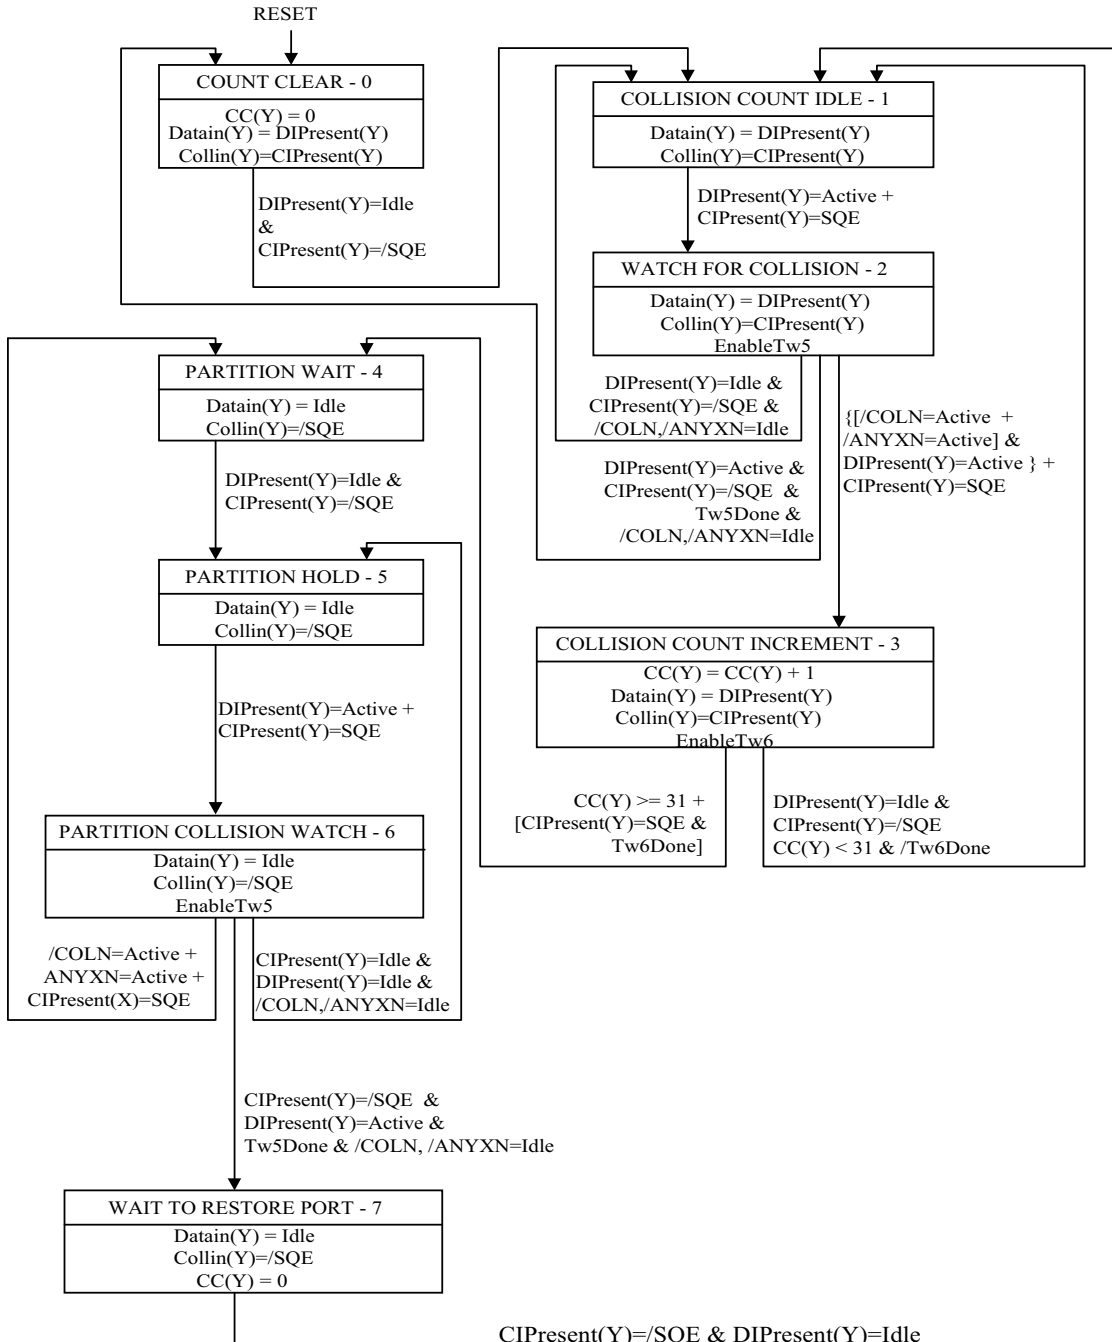 RESET
COUNT CLEAR - 0
CC(Y) = 0
Datain(Y) = DIPresent(Y)
Collin(Y)=CIPresent(Y)
DIPresent(Y)=Idle
&
CIPresent(Y)=/SQE
COLLISION COUNT IDLE - 1
Datain(Y) = DIPresent(Y)
Collin(Y)=CIPresent(Y)
DIPresent(Y)=Active +
CIPresent(Y)=SQE
WATCH FOR COLLISION - 2
Datain(Y) = DIPresent(Y)
Collin(Y)=CIPresent(Y)
EnableTw5
DIPresent(Y)=Idle &
CIPresent(Y)=/SQE &
/COLN,/ANYXN=Idle
DIPresent(Y)=Active &
CIPresent(Y)=/SQE &
Tw5Done &
/COLN,/ANYXN=Idle
{[/COLN=Active +
/ANYXN=Active] &
DIPresent(Y)=Active } +
CIPresent(Y)=SQE
COLLISION COUNT INCREMENT - 3
CC(Y) = CC(Y) + 1
Datain(Y) = DIPresent(Y)
Collin(Y)=CIPresent(Y)
EnableTw6
CC(Y) >= 31 +
[CIPresent(Y)=SQE &
Tw6Done]
DIPresent(Y)=Idle &
CIPresent(Y)=/SQE
CC(Y) < 31 & /Tw6Done
PARTITION WAIT - 4
Datain(Y) = Idle
Collin(Y)=/SQE
DIPresent(Y)=Idle &
CIPresent(Y)=/SQE
PARTITION HOLD - 5
Datain(Y) = Idle
Collin(Y)=/SQE
DIPresent(Y)=Active +
CIPresent(Y)=SQE
PARTITION COLLISION WATCH - 6
Datain(Y) = Idle
Collin(Y)=/SQE
EnableTw5
/COLN=Active +
ANYXN=Active +
CIPresent(X)=SQE
CIPresent(Y)=Idle &
DIPresent(Y)=Idle &
/COLN,/ANYXN=Idle
CIPresent(Y)=/SQE &
DIPresent(Y)=Active &
Tw5Done & /COLN, /ANYXN=Idle
WAIT TO RESTORE PORT - 7
Datain(Y) = Idle
Collin(Y)=/SQE
CC(Y) = 0
CIPresent(Y)=/SQE & DIPresent(Y)=Idle